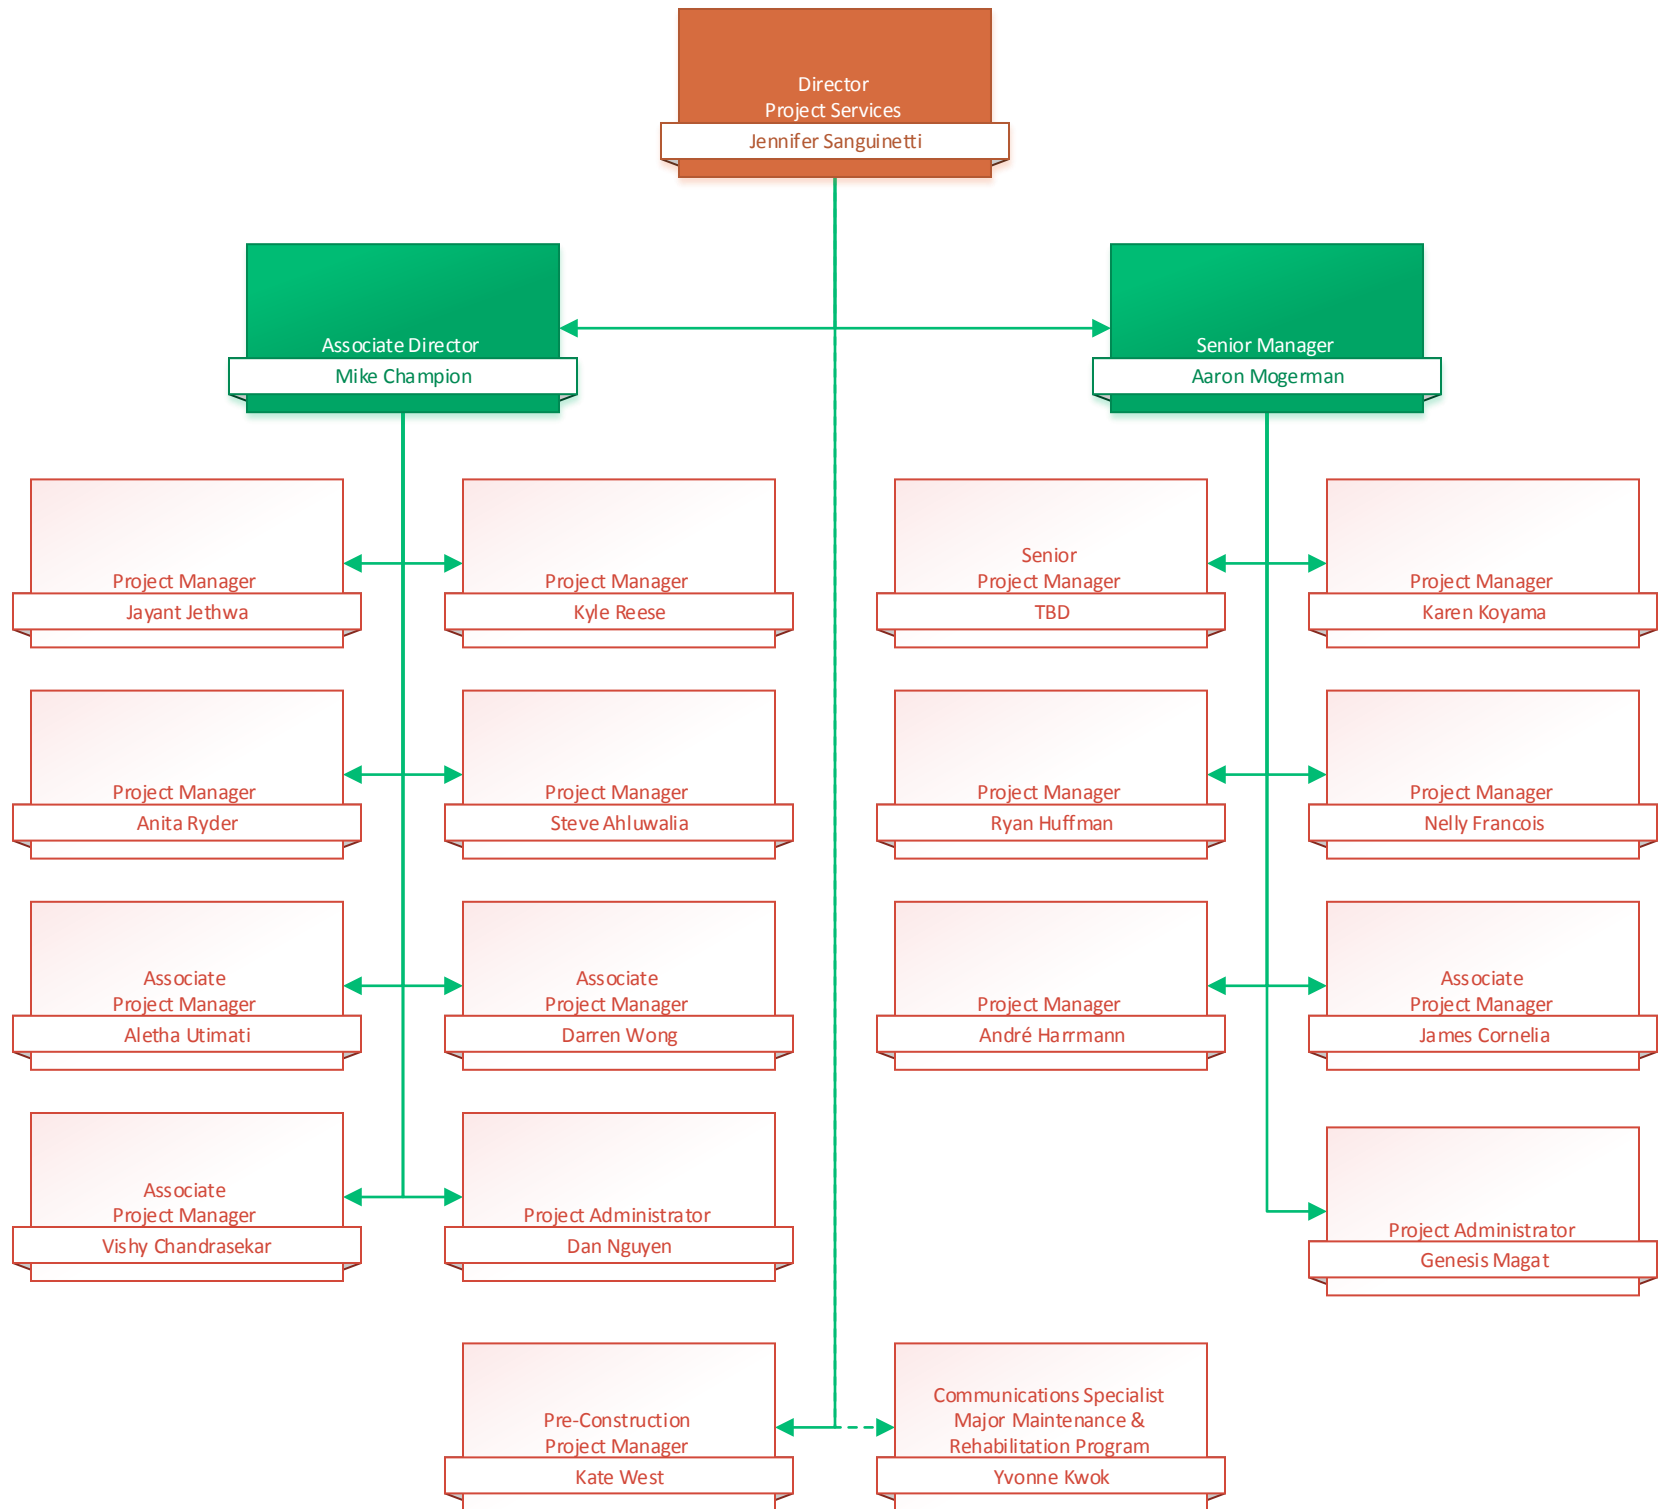 Director
Project Services
Jennifer Sanguinetti
Associate Director
Mike Champion
Senior Manager
Aaron Mogerman
Project Manager
Jayant Jethwa
Project Manager
Kyle Reese
Senior
Project Manager
TBD
Project Manager
Karen Koyama
Project Manager
Anita Ryder
Project Manager
Steve Ahluwalia
Project Manager
Ryan Huffman
Project Manager
Nelly Francois
Associate
Project Manager
Aletha Utimati
Associate
Project Manager
Darren Wong
Project Manager
André Harrmann
Associate
Project Manager
James Cornelia
Associate
Project Manager
Vishy Chandrasekar
Project Administrator
Dan Nguyen
Project Administrator
Genesis Magat
Pre-Construction
Project Manager
Kate West
Communications Specialist
Major Maintenance &
Rehabilitation Program
Yvonne Kwok